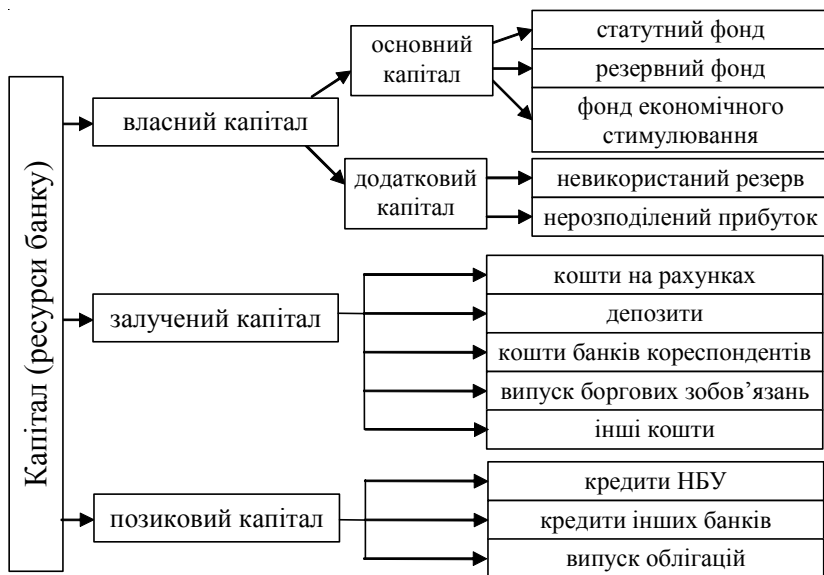 Капітал (ресурси банку)
власний капітал
основний
капітал
статутний фонд
резервний фонд
фонд економічного
стимулювання
додатковий
капітал
невикористаний резерв
нерозподілений прибуток
залучений капітал
кошти на рахунках
депозити
кошти банків кореспондентів
випуск боргових зобов’язань
інші кошти
позиковий капітал
кредити НБУ
кредити інших банків
випуск облігацій